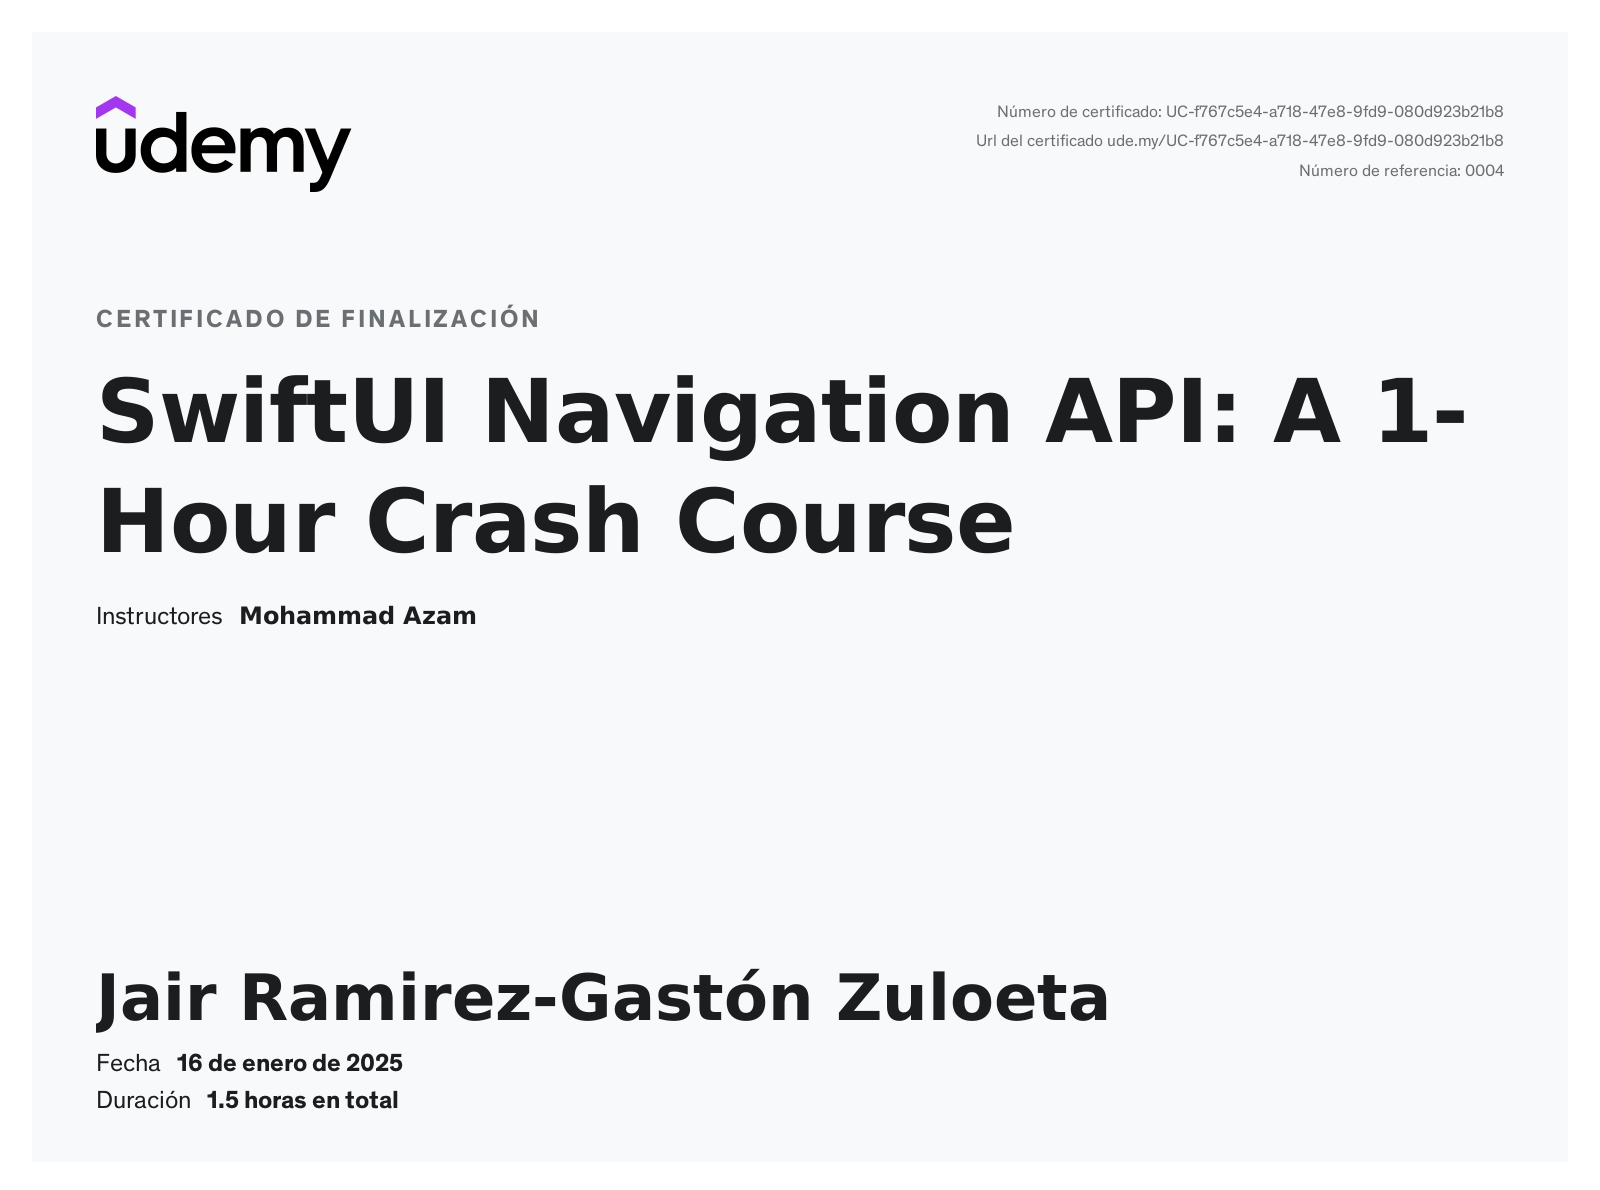 udemy
Número de certificado: UC-f767c5e4-a718-47e8-9fd9-080d923b21b8
Url del certificado ude.my/UC-f767c5e4-a718-47e8-9fd9-080d923b21b8
Número de referencia: 0004
CERTIFICADO DE FINALIZACIÓN
SwiftUI Navigation API: A 1-
Hour Crash Course
Instructores Mohammad Azam
Jair Ramirez-Gastón Zuloeta
Fecha 16 de enero de 2025
Duración 1.5 horas en total